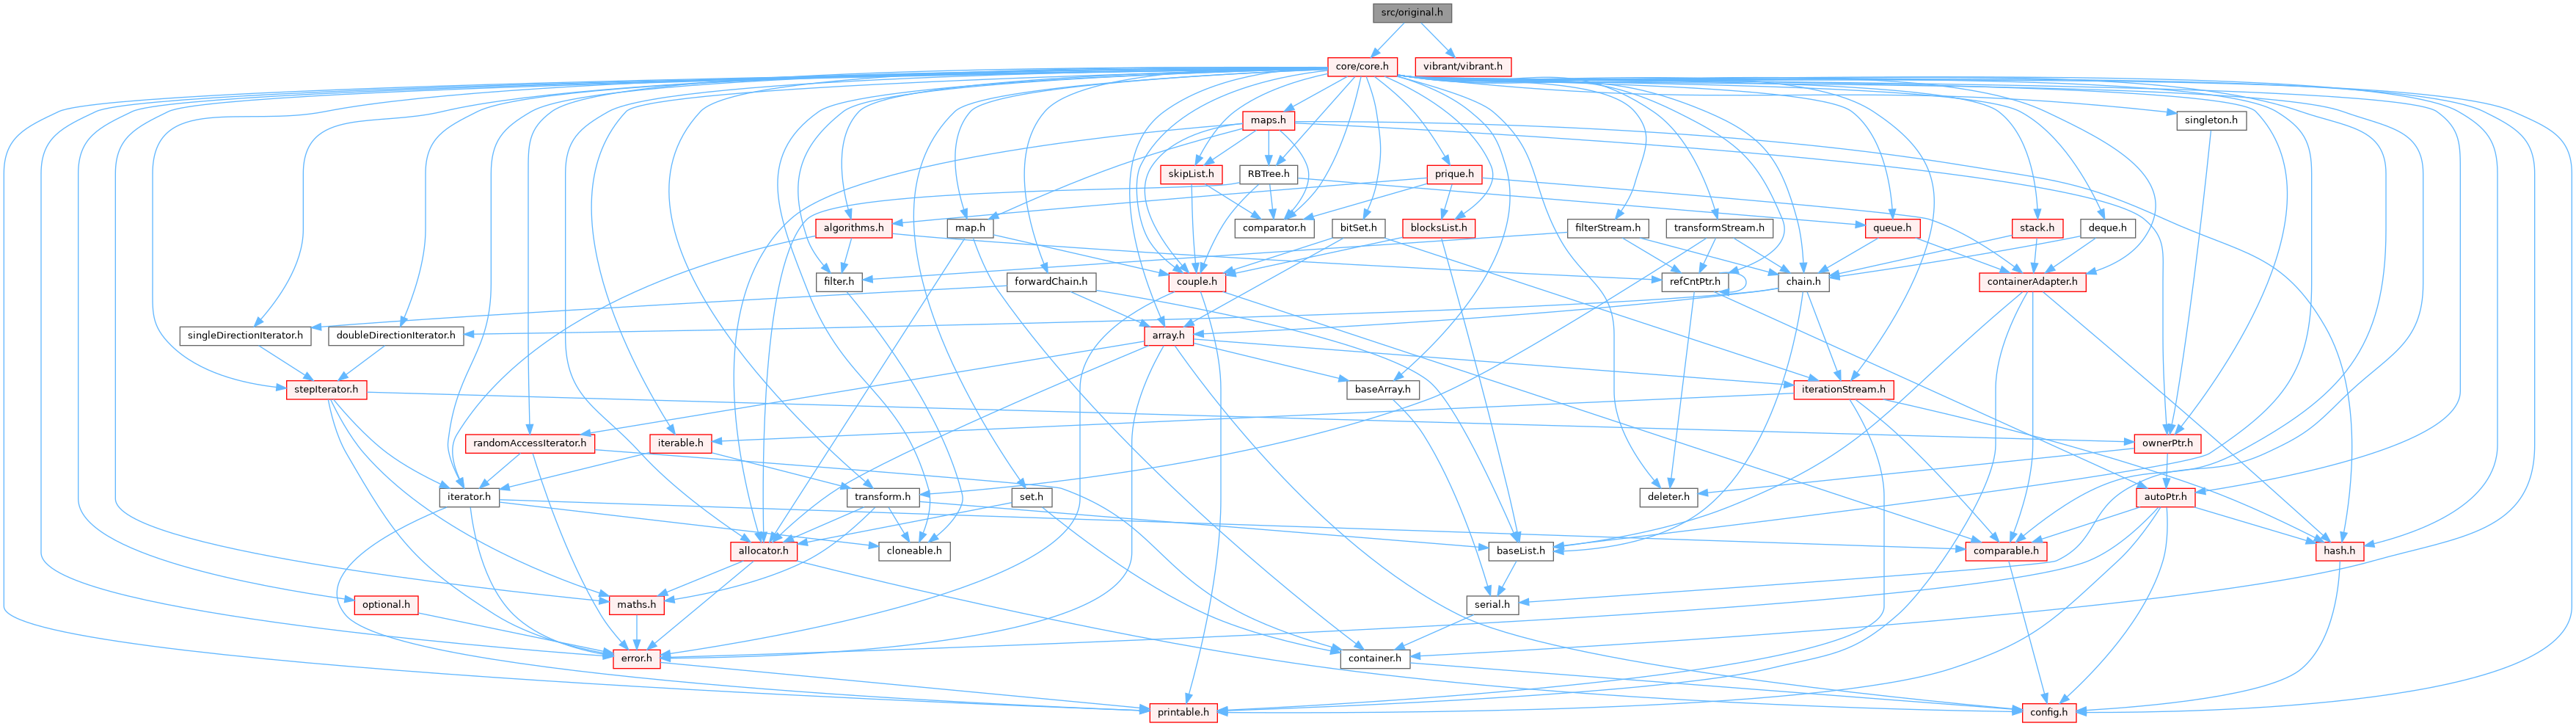 src/original.h
core/core.h
vibrant/vibrant.h
maps.h
singleton.h
skipList.h
RBTree.h
prique.h
algorithms.h
map.h
comparator.h
bitSet.h
blocksList.h
filterStream.h
transformStream.h
queue.h
stack.h
deque.h
filter.h
forwardChain.h
couple.h
refCntPtr.h
chain.h
containerAdapter.h
singleDirectionIterator.h
doubleDirectionIterator.h
array.h
stepIterator.h
baseArray.h
iterationStream.h
randomAccessIterator.h
iterable.h
ownerPtr.h
iterator.h
transform.h
set.h
deleter.h
autoPtr.h
allocator.h
cloneable.h
baseList.h
comparable.h
hash.h
optional.h
maths.h
serial.h
error.h
container.h
printable.h
config.h